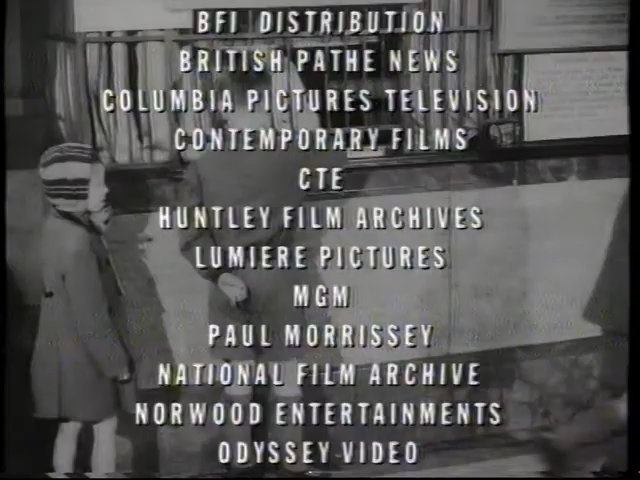 BFI DISTRIBUTION
BRITISH PATHE NEWS
COLUMBIA PICTURES TELEVISION
CONTEMPORARY FILMS
CTE
HUNTLEY FILM ARCHIVES
LUMIERE PICTURES
MGM
PAUL MORRISSEY
NATIONAL FILM ARCHIVE
NORWOOD ENTERTAINMENTS
ODYSSEY VIDEO